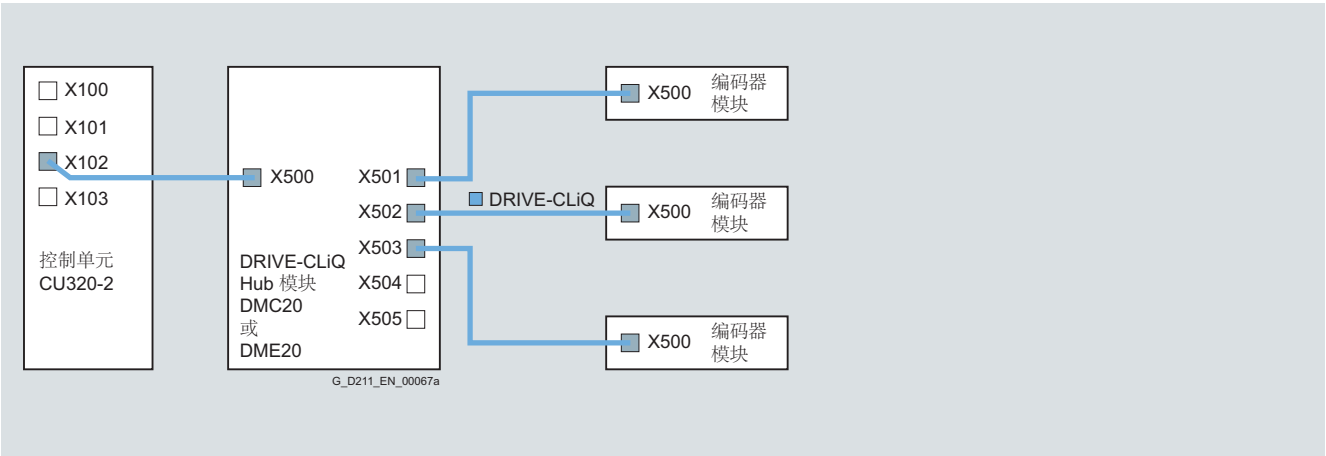 X100
X101
X102
X103
控制单元
CU320-2
X500
X501
X502
X503
X504
X505
DRIVE-CLiQ
Hub 模块
DMC20
或
DME20
G_D211_EN_00067a
DRIVE-CLiQ
X500
编码器
模块
X500
编码器
模块
X500
编码器
模块